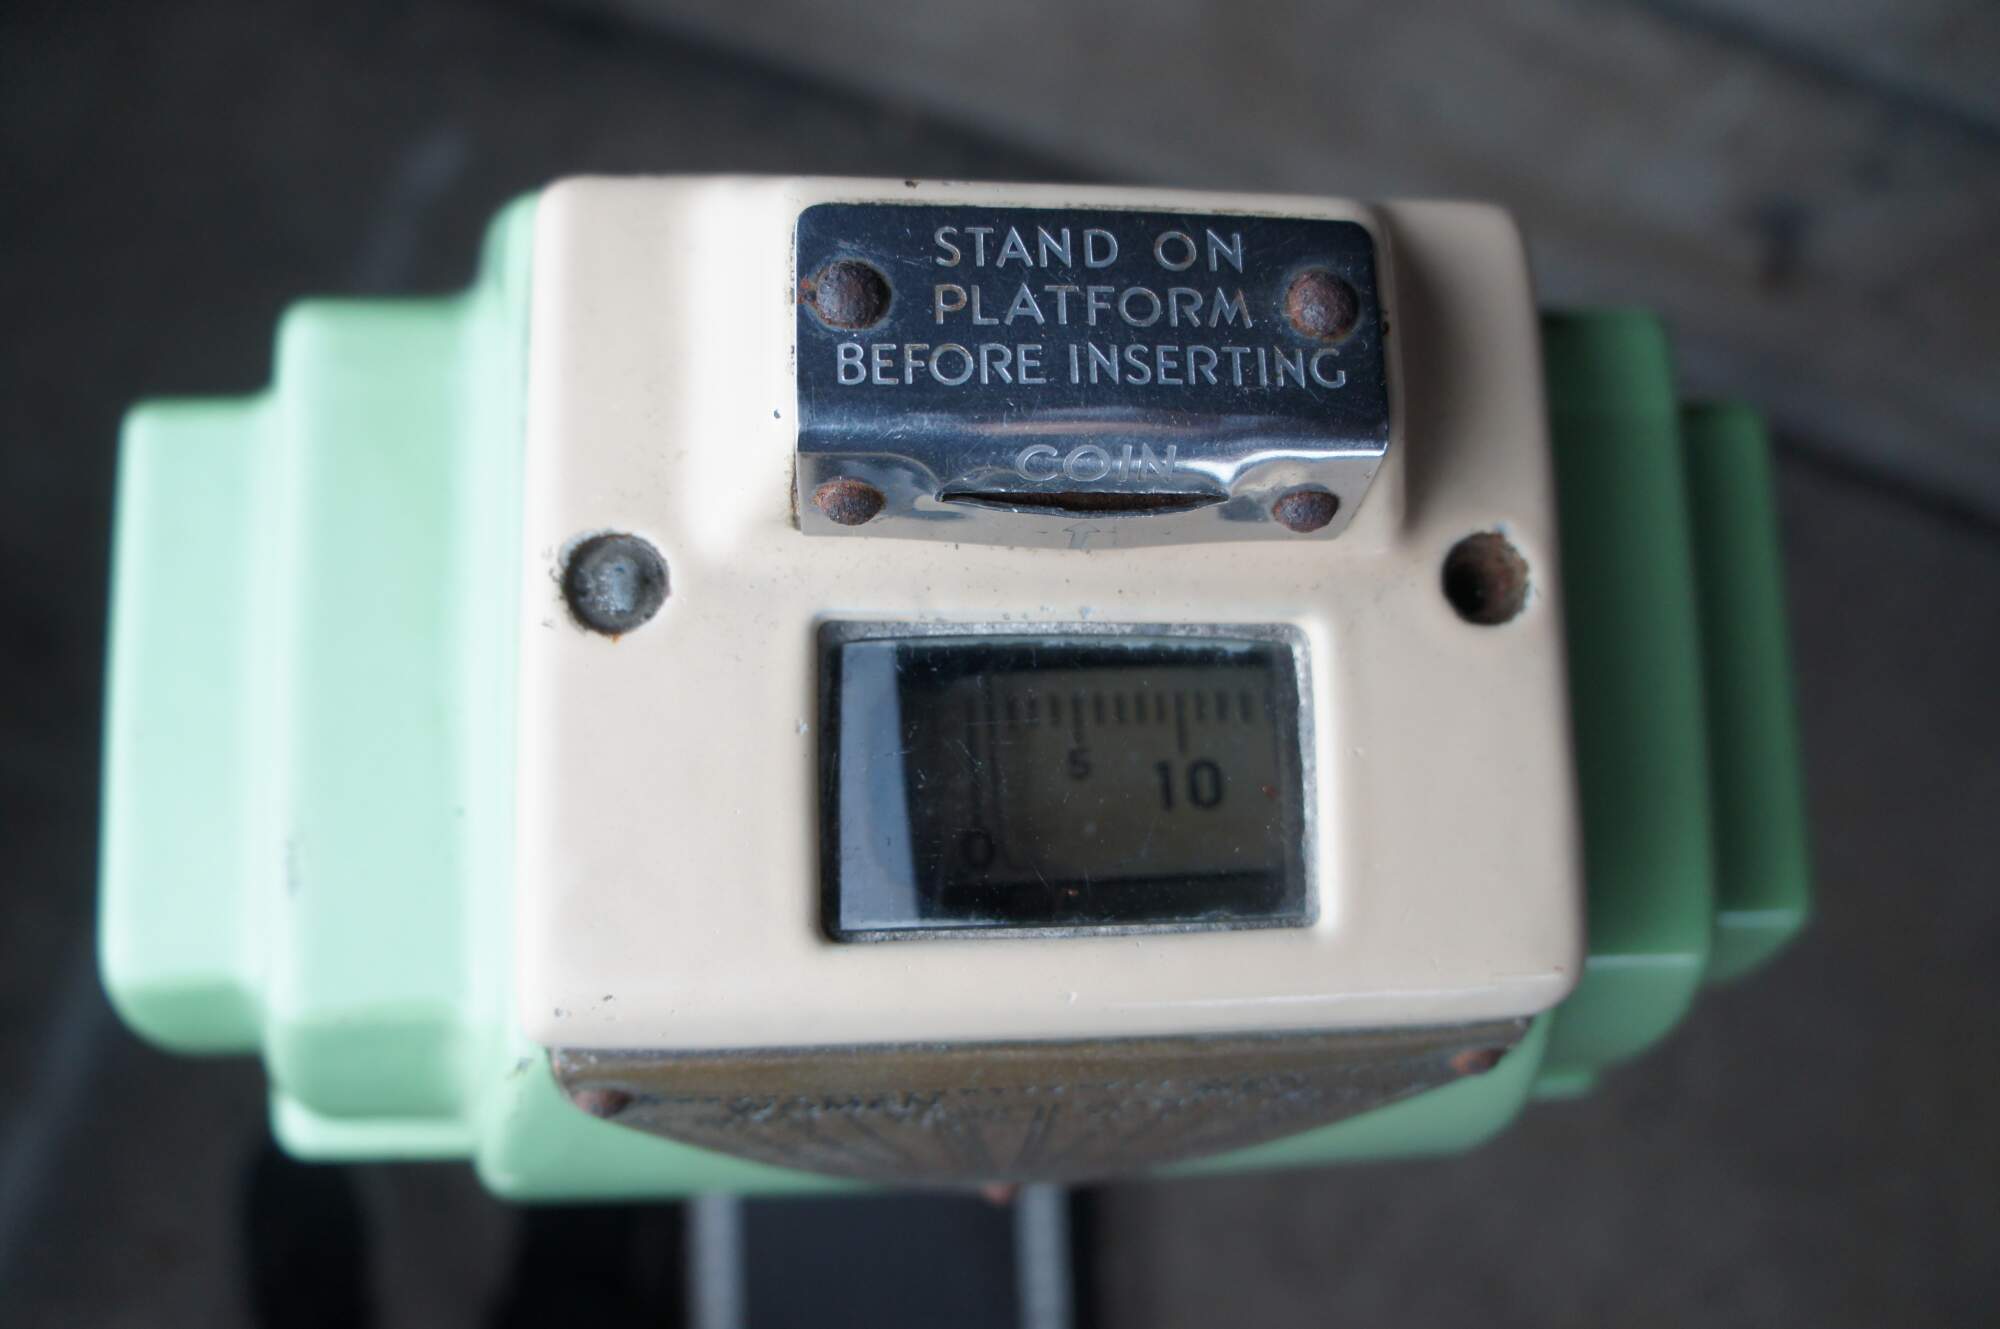 STAND ON
PLATFORM
BEFORE INSERTING
COIN
5
10
0